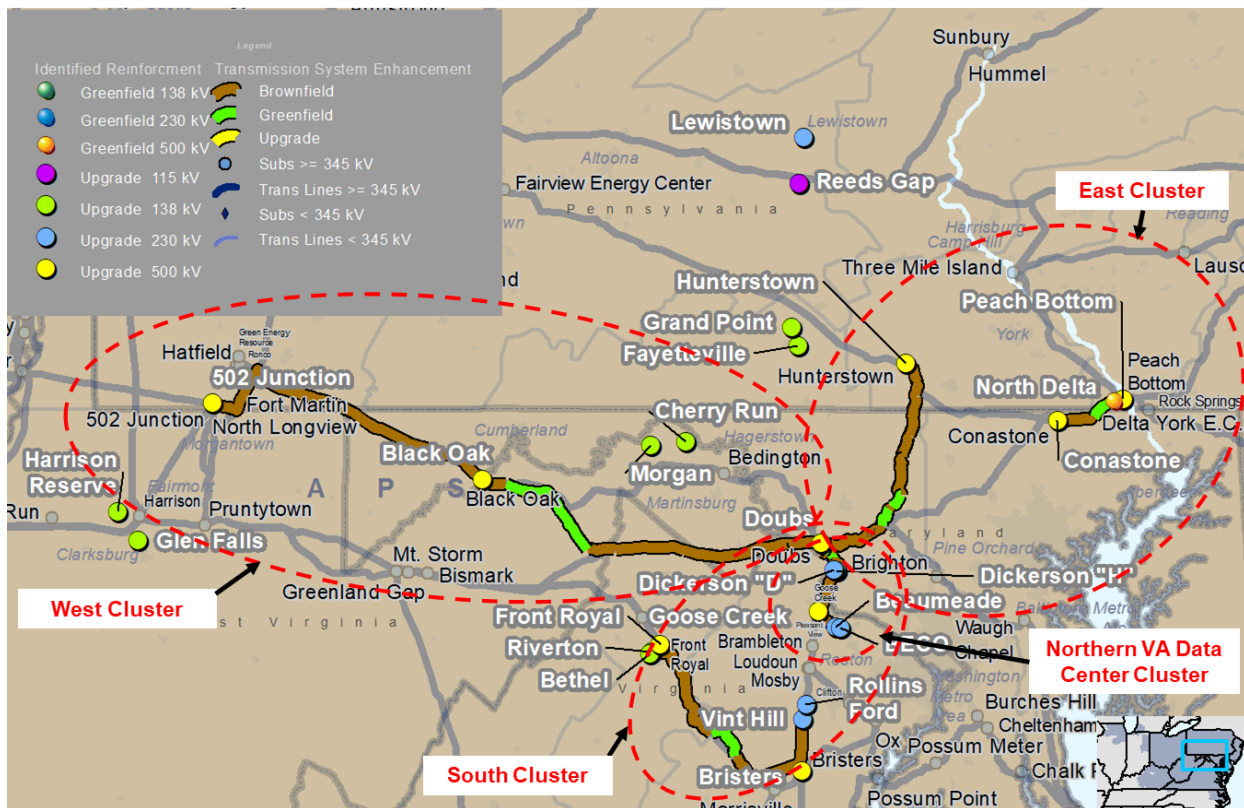 Legend
Identified Reinforcment
Transmission System Enhancement
Greenfield 138 kV
Brownfield
Greenfield 230 kV
Greenfield
Greenfield 500 kV
Upgrade
Upgrade 115 kV
Subs >= 345 kV
Upgrade 138 kV
Trans Lines >= 345 kV
Upgrade 230 kV
Subs < 345 kV
Upgrade 500 kV
Trans Lines < 345 kV
Sunbury
Hummel
Lewistown
Lewistown
Altoona
Fairview Energy Center
Reeds Gap
Pennsylvania
East Cluster
Reading
Harrisburg
Camp Hill
Three Mile Island
Hunterstown
Peach Bottom
Grand Point
Fayetteville
York
Hatfield
Green Energy
Resource
Ronco
502 Junction
Hunterstown
Peach
Bottom
North Delta
Rock Springs
502 Junction
Fort Martin
North Longview
Morgantown
Delta York E.C.
Conastone
Conastone
Cherry Run
Cumberland
Hagerstown
Bedington
Morgan
Martinsburg
Black Oak
Black Oak
Harrison
Reserve
Fairmont
Harrison
A P S
Run
Pruntytown
Glen Falls
Clarksburg
Doubs
Doubs
Pine Orchard
Brighton
Mt. Storm
Bismark
Greenland Gap
Dickerson "D"
Dickerson "H"
West Cluster
Goose
Creek
Beaumeade
Front Royal
Goose Creek
Pleasant
View
Riverton
Front
Royal
Brambleton
Loudoun
Mosby
Reston
Waugh
Chapel
Bethel
Virginia
Northern VA Data
Center Cluster
Clifton
Rollins
Ford
Vint Hill
Burches Hill
Cheltenham
Ox
Possum Meter
South Cluster
Bristers
Bristers
Possum Point